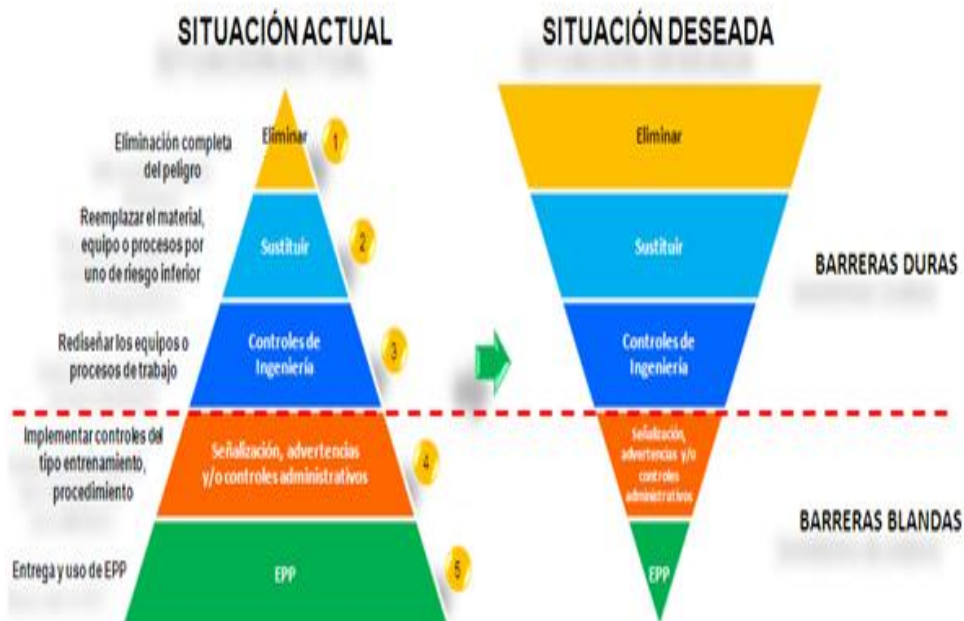 SITUACIÓN ACTUAL
Eliminación completa
del peligro
Eliminar
1
Reemplazar el material,
equipo o procesos por
uno de riesgo inferior
Sustituir
2
Rediseñar los equipos o
procesos de trabajo
Controles de
Ingeniería
3
Implementar controles del
tipo entrenamiento,
procedimiento
Señalización, advertencias
y/o controles administrativos
4
Entrega y uso de EPP
EPP
5
SITUACIÓN DESEADA
Eliminar
Sustituir
Controles de
Ingeniería
Señalización,
advertencias y/o
controles
administrativos
EPP
BARRERAS DURAS
BARRERAS BLANDAS